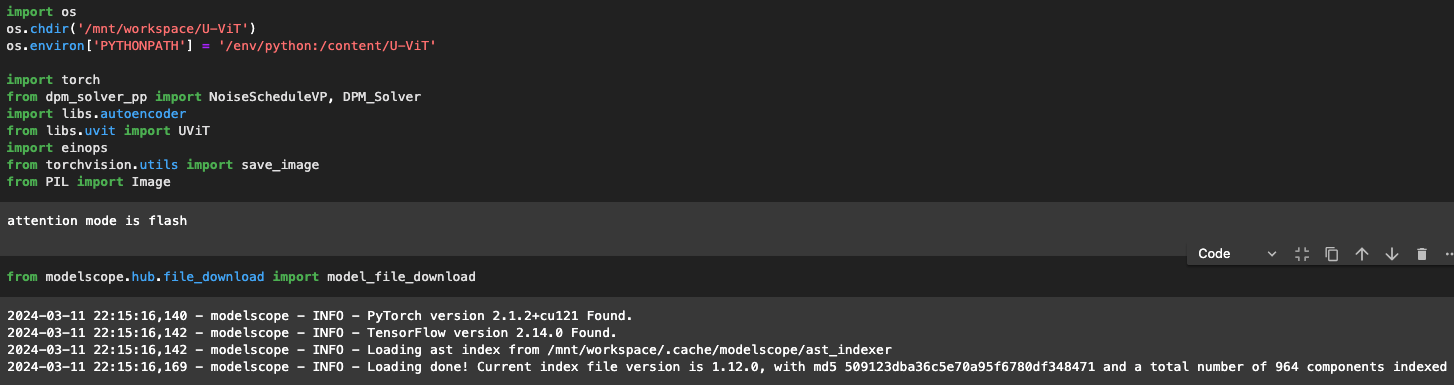 import os
os.chdir('/mnt/workspace/U-ViT')
os.environ['PYTHONPATH'] = '/env/python:/content/U-ViT'
import torch
from dpm_solver_pp import NoiseScheduleVP, DPM_Solver
import libs.autoencoder
from libs.uvit import UViT
import einops
from torchvision.utils import save_image
from PIL import Image
attention mode is flash
Code
from modelscope.hub.file_download import model_file_download
2024-03-11 22:15:16,140 - modelscope - INFO - PyTorch version 2.1.2+cu121 Found.
2024-03-11 22:15:16,142 - modelscope - INFO - TensorFlow version 2.14.0 Found.
2024-03-11 22:15:16,142 - modelscope - INFO - Loading ast index from /mnt/workspace/.cache/modelscope/ast_indexer
2024-03-11 22:15:16,169 - modelscope - INFO - Loading done! Current index file version is 1.12.0, with md5 509123dba36c5e70a95f6780df348471 and a total number of 964 components indexed